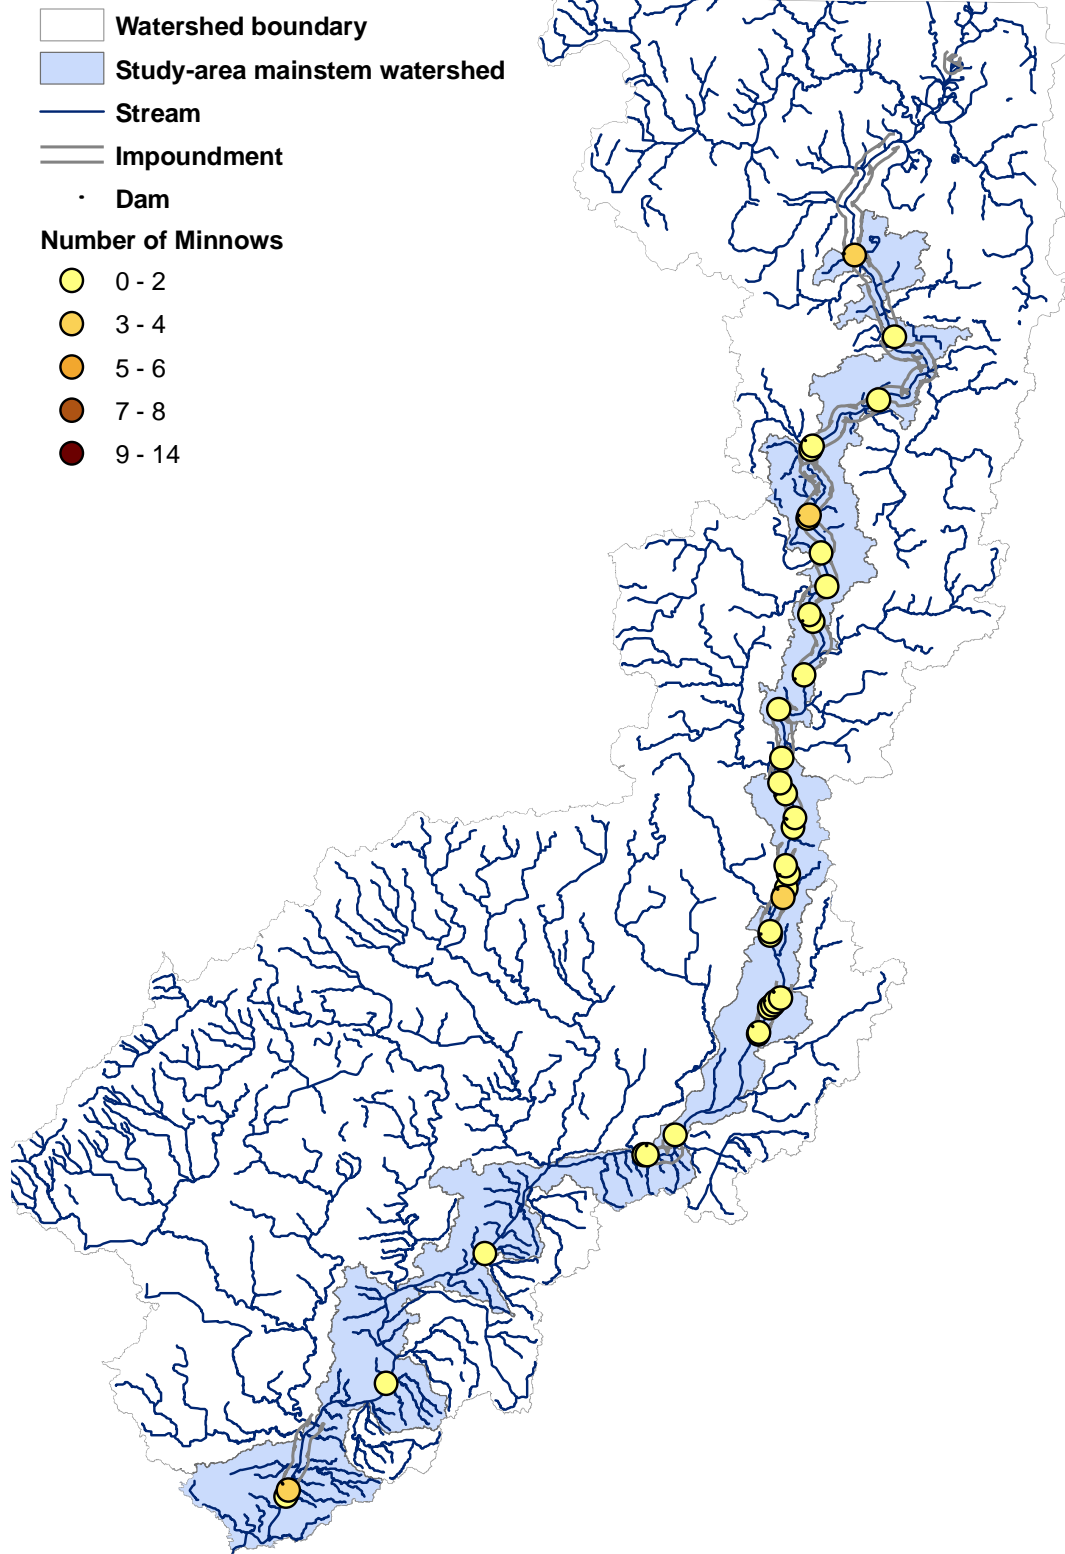 Watershed boundary
Study-area mainstem watershed
Stream
Impoundment
Dam
Number of Minnows
0 - 2
3 - 4
5 - 6
7 - 8
9 - 14